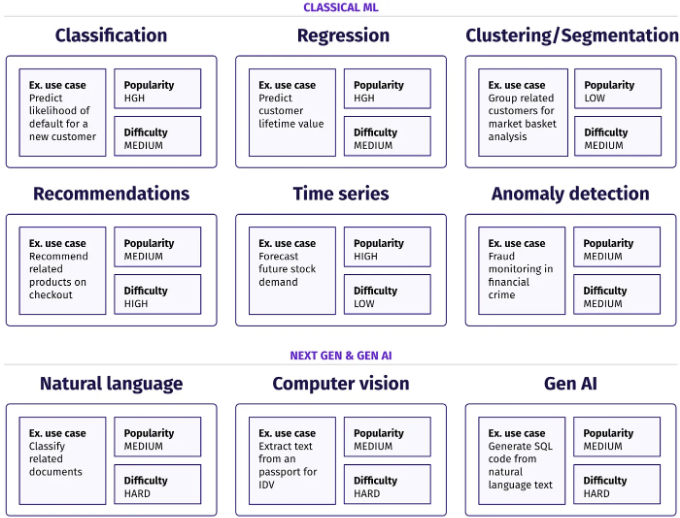 CLASSICAL ML
Classification
Ex. use case
Predict
likelihood of
default for a
new customer
Popularity
HGH
Difficulty
MEDIUM
Regression
Ex. use case
Predict
customer
lifetime value
Popularity
HGH
Difficulty
MEDIUM
Clustering/Segmentation
Ex. use case
Group related
customers for
market basket
analysis
Popularity
LOW
Difficulty
MEDIUM
Recommendations
Ex. use case
Recommend
related
products on
checkout
Popularity
MEDIUM
Difficulty
HIGH
Time series
Ex. use case
Forecast
future stock
demand
Popularity
HIGH
Difficulty
LOW
Anomaly detection
Ex. use case
Fraud
monitoring in
financial
crime
Popularity
MEDIUM
Difficulty
MEDIUM
NEXT GEN & GEN AI
Natural language
Ex. use case
Classify
related
documents
Popularity
MEDIUM
Difficulty
HARD
Computer vision
Ex. use case
Extract text
from an
passport for
IDV
Popularity
MEDIUM
Difficulty
HARD
Gen AI
Ex. use case
Generate SQL
code from
natural
language text
Popularity
MEDIUM
Difficulty
HARD